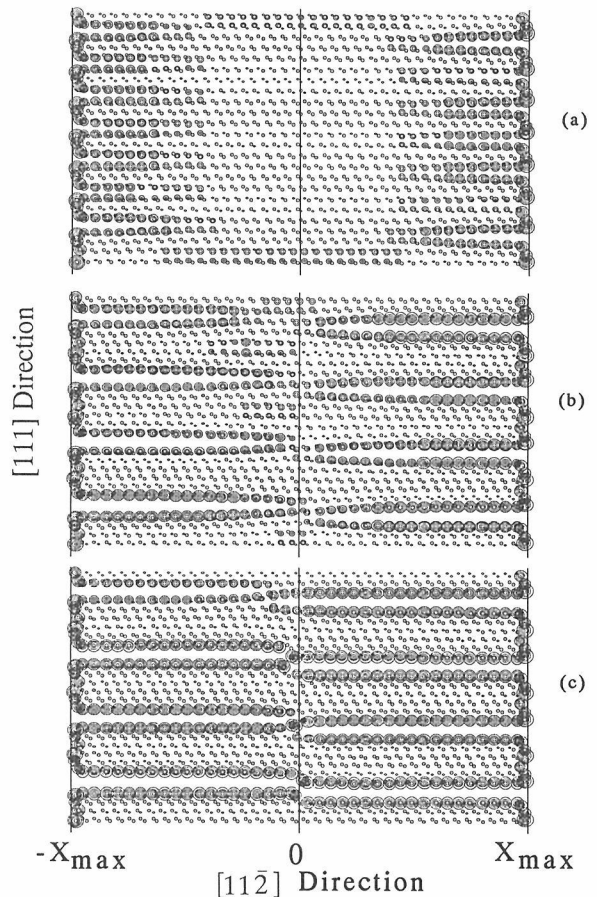 (a)
(b)
[111] Direction
(c)
-Xmax 0 Xmax
[112̄] Direction